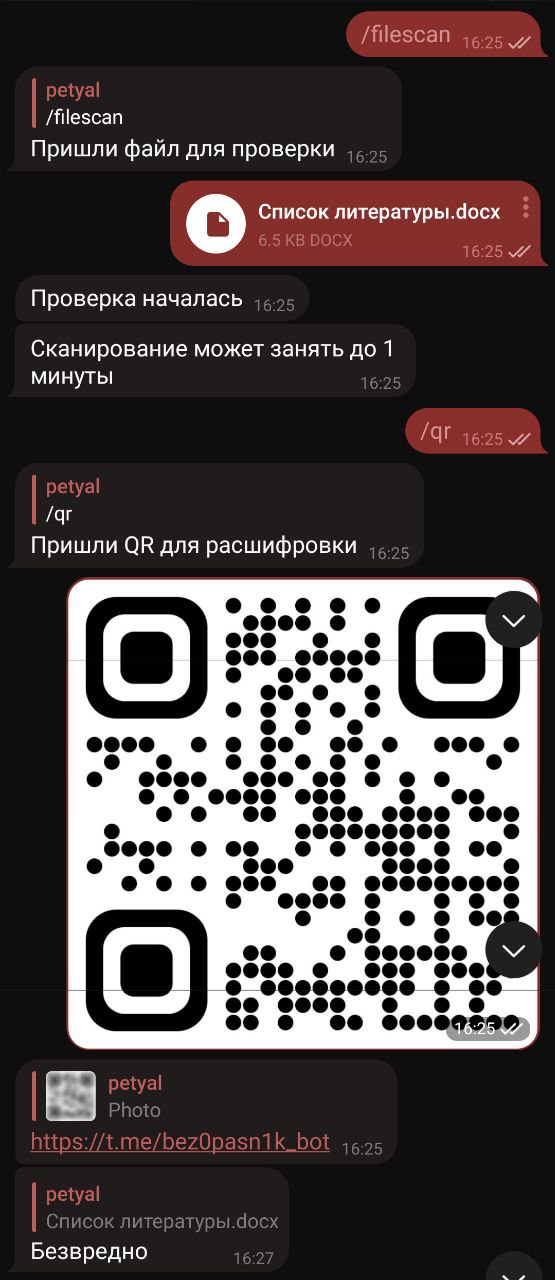 /filescan 16:25
petyal
/filescan
Пришли файл для проверки 16:25
Список литературы.docx
6.5 KB DOCX 16:25
Проверка началась 16:25
Сканирование может занять до 1
минуты 16:25
/qr 16:25
petyal
/qr
Пришли QR для расшифровки 16:25
16:25
petyal
Photo
https://t.me/bez0pasn1k_bot 16:25
petyal
Список литературы.docx
Безвредно 16:27